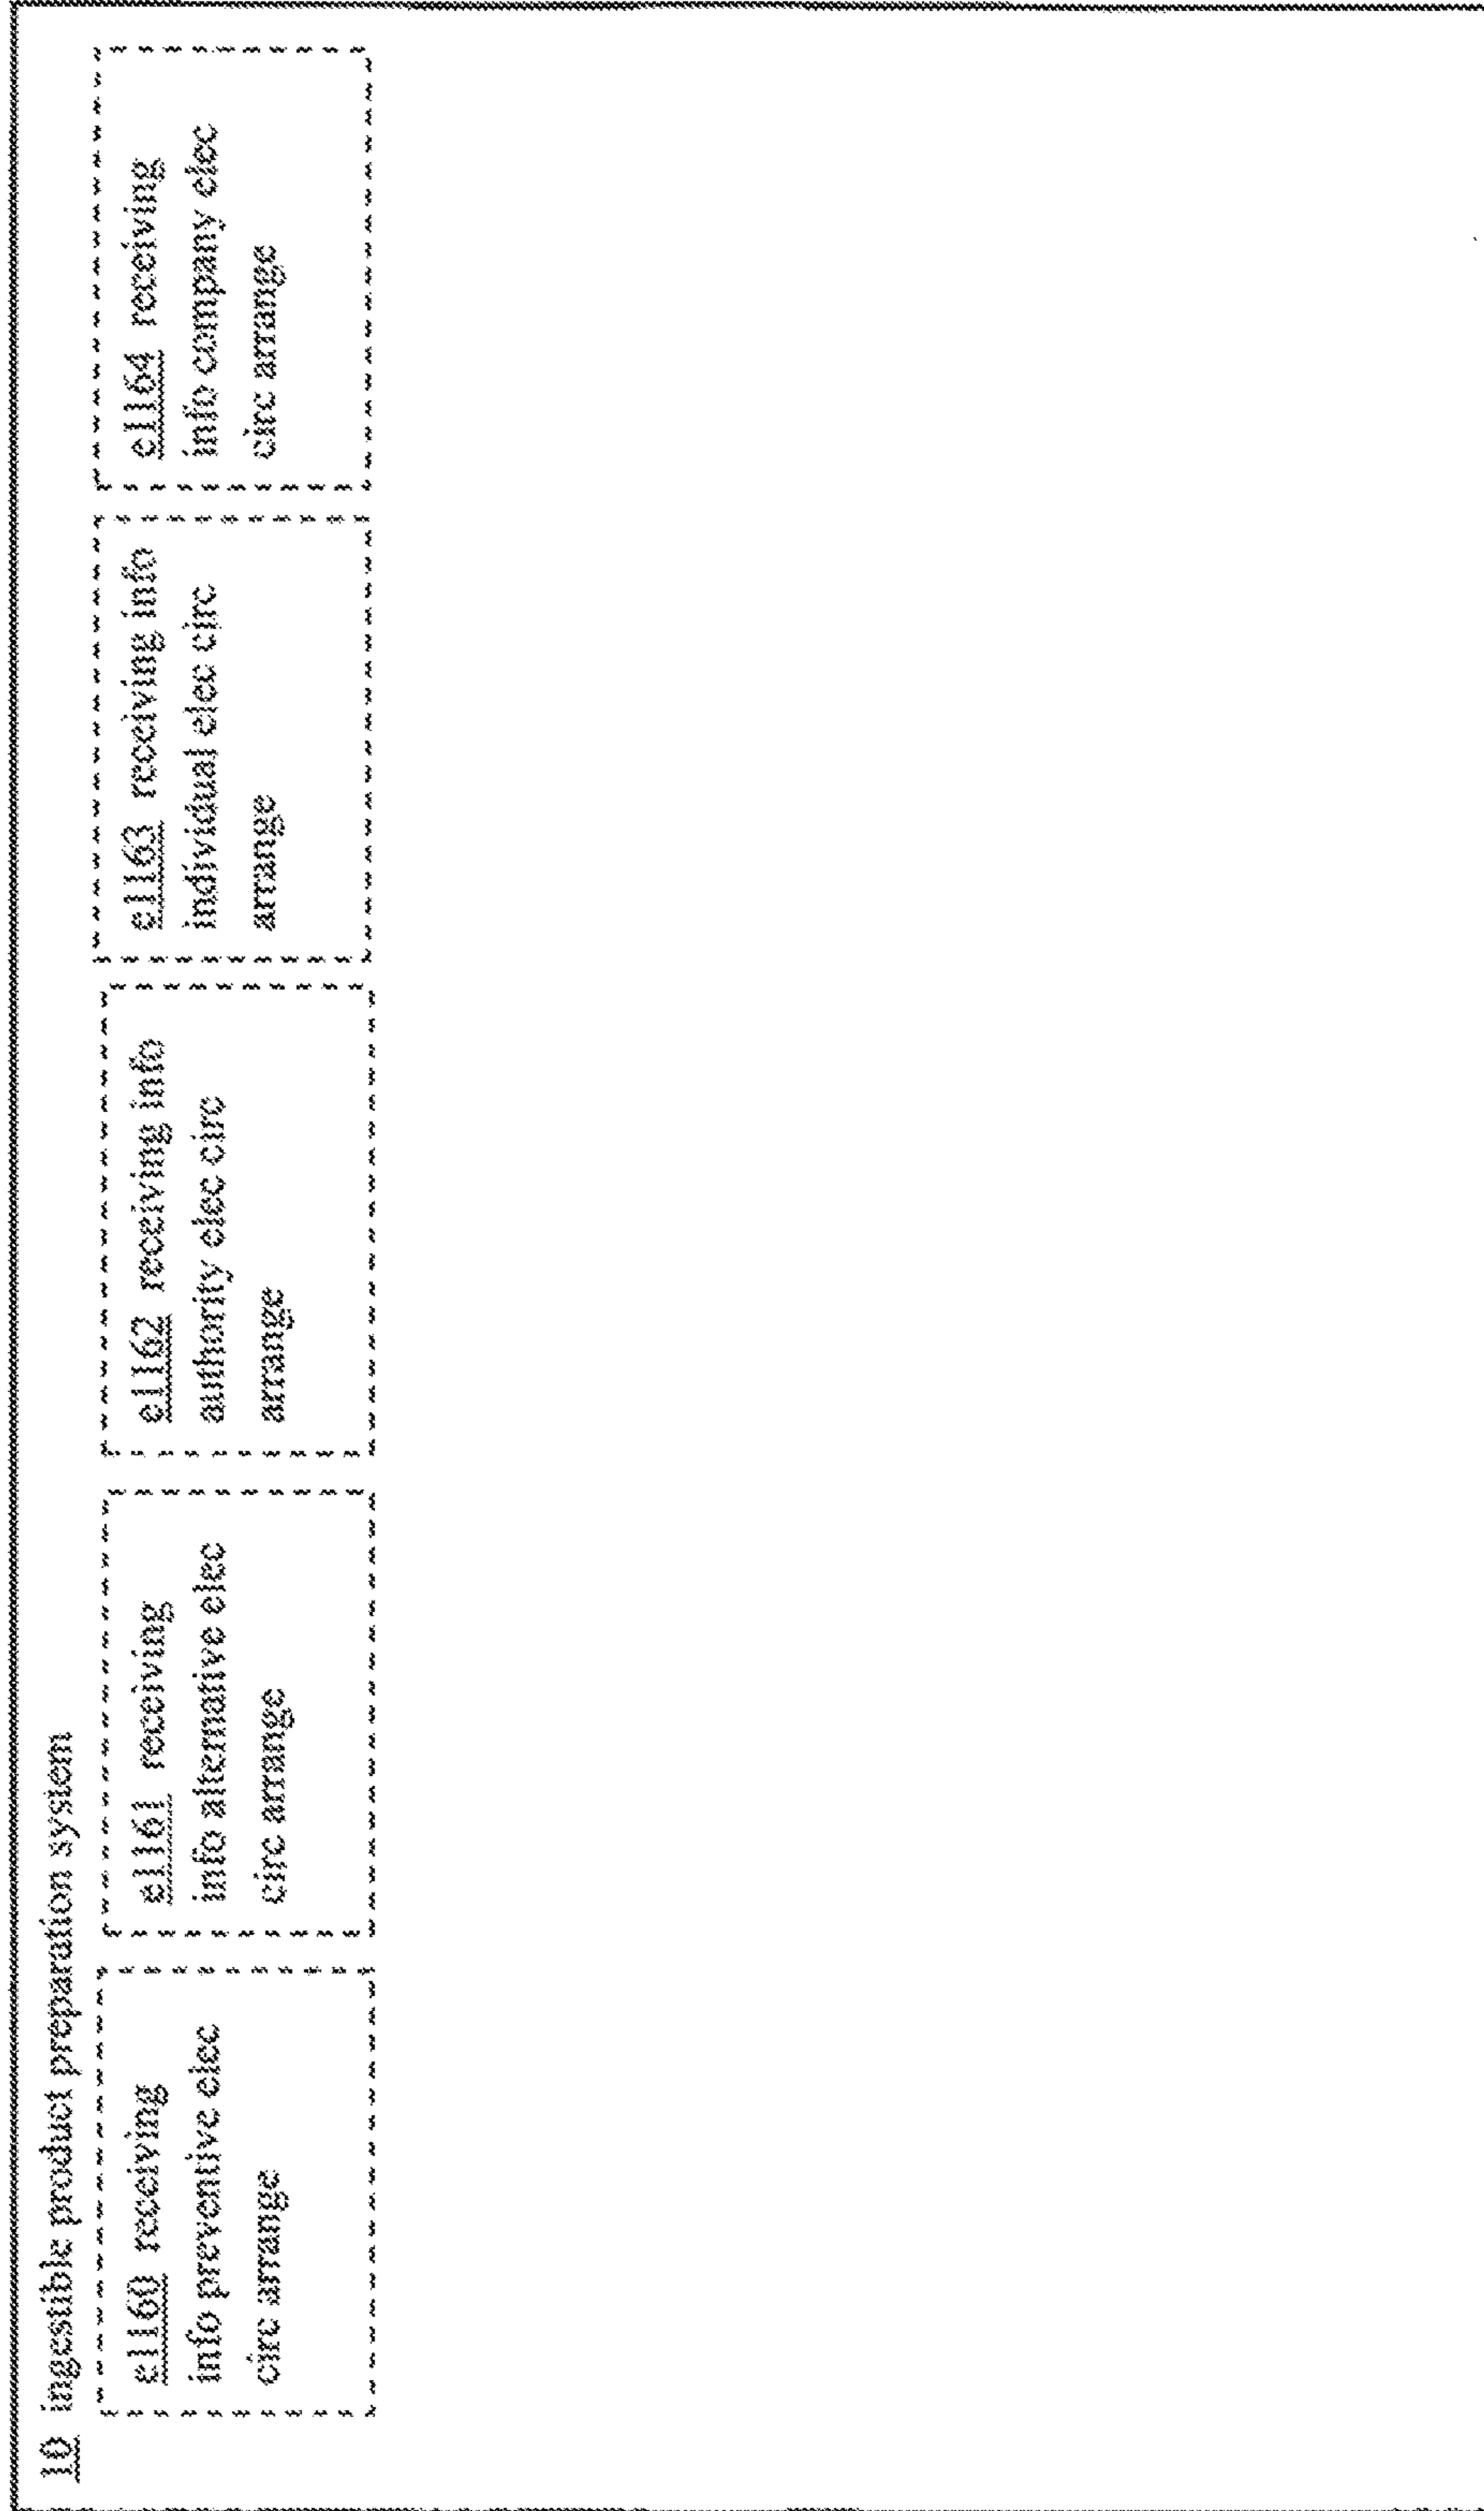 10 ingestible product preparation system
e1160 receiving
info preventive elec
circ arrange
e1161 receiving
info alternative elec
circ arrange
e1162 receiving info
authority elec circ
arrange
e1163 receiving info
individual elec circ
arrange
e1164 receiving
info company elec
circ arrange